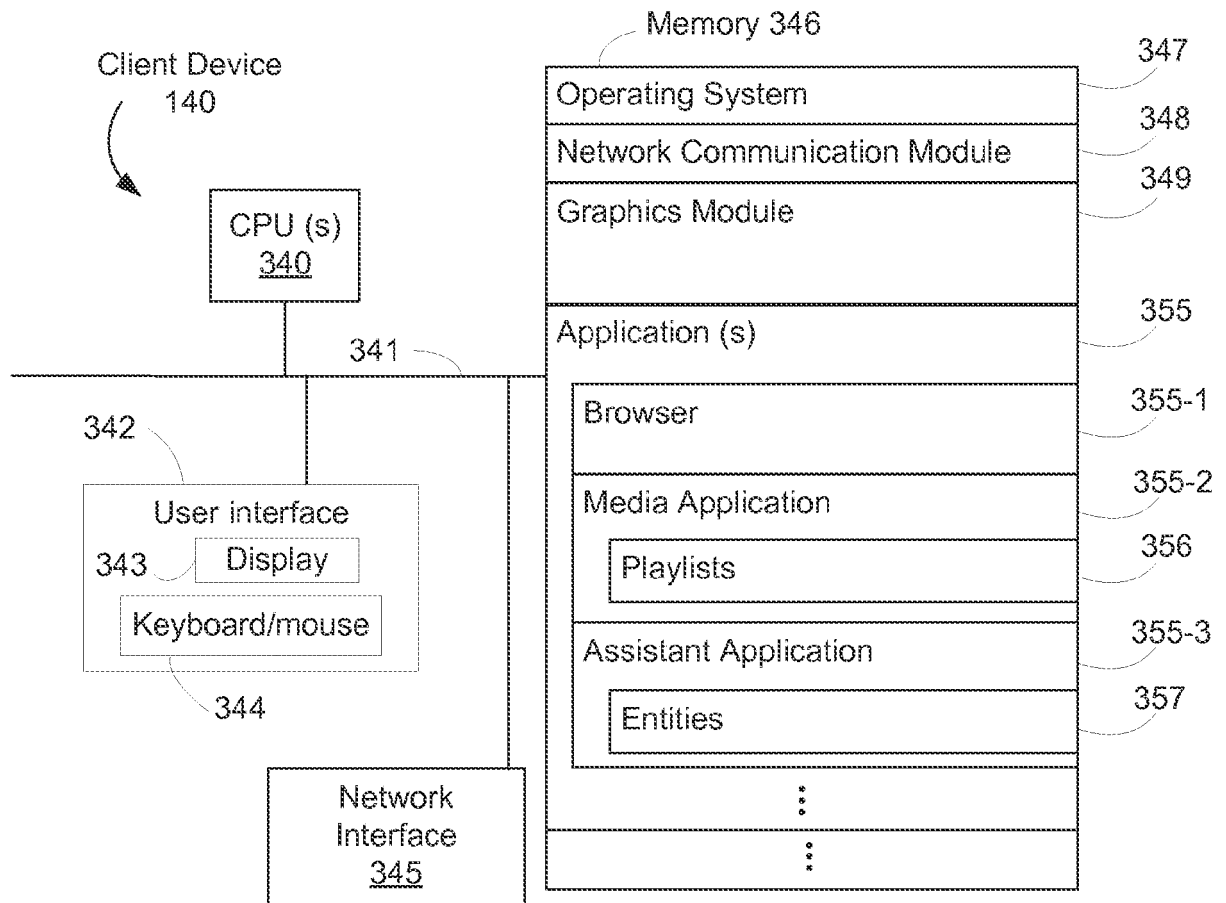 Client Device
140
CPU (s)
340
341
342
User interface
343
Display
Keyboard/mouse
344
Network
Interface
345
Memory 346
Operating System
347
Network Communication Module
348
Graphics Module
349
Application (s)
355
Browser
355-1
Media Application
355-2
Playlists
356
Assistant Application
355-3
Entities
357